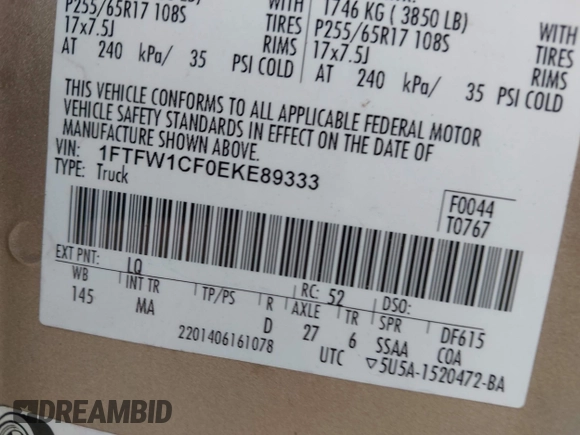 WITH 1746 KG ( 3850 LB) WITH
P255/65R17 108S TIRES P255/65R17 108S TIRES
17x7.5J RIMS 17x7.5J RIMS
AT 240 kPa/ 35 PSI COLD AT 240 kPa/ 35 PSI COLD
THIS VEHICLE CONFORMS TO ALL APPLICABLE FEDERAL MOTOR
VEHICLE SAFETY STANDARDS IN EFFECT ON THE DATE OF
MANUFACTURE SHOWN ABOVE.
VIN: 1FTFW1CF0EKE89333
TYPE: Truck
F0044
T0767
EXT PNT: LQ RC: 52 DSO:
WB INT TR TP/PS R AXLE TR SPR DF615
145 MA D 27 6 SSAA COA
2201406161078 UTC ▽5U5A-1520472-BA
DREAMBID